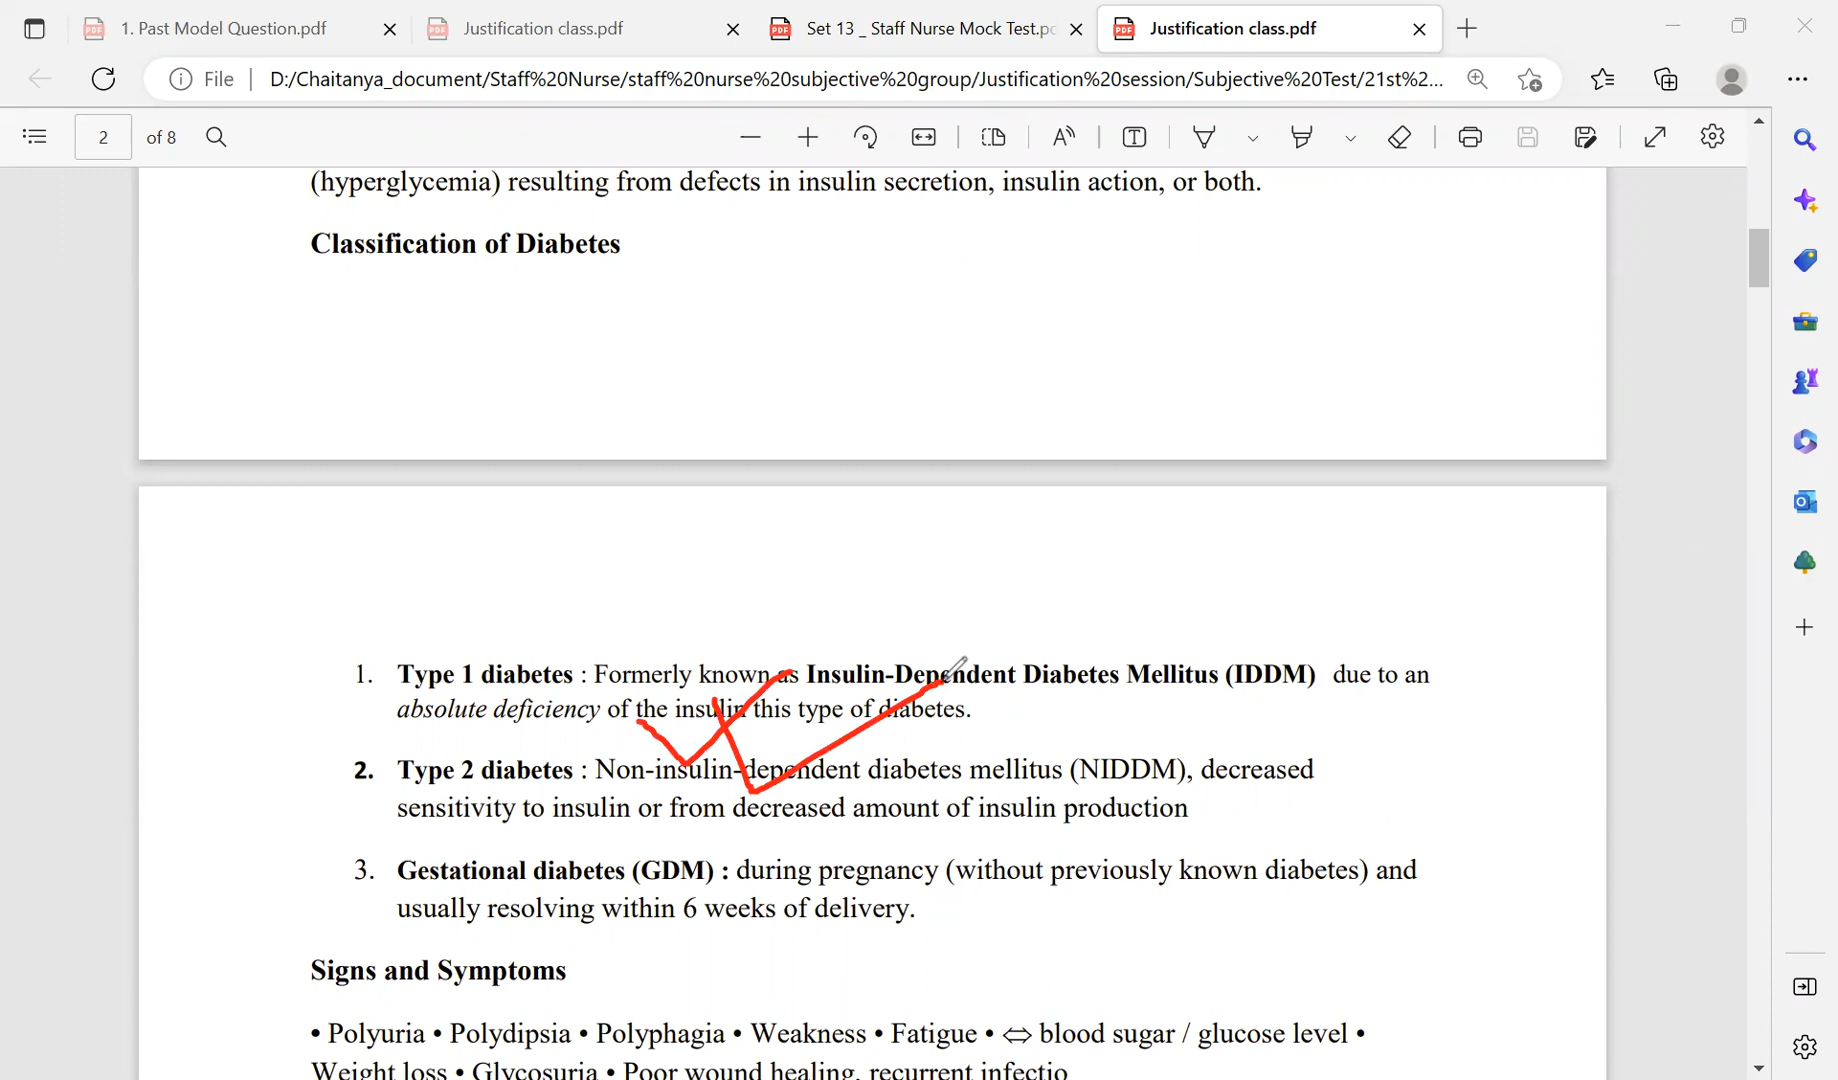 1. Past Model Question.pdf
Justification class.pdf
Set 13 _ Staff Nurse Mock Test.pc
Justification class.pdf
File
D:/Chaitanya_document/Staff%20Nurse/staff%20nurse%20subjective%20group/Justification%20session/Subjective%20Test/21st%2...
2 of 8
(hyperglycemia) resulting from defects in insulin secretion, insulin action, or both.
Classification of Diabetes
1. Type 1 diabetes : Formerly known as Insulin-Dependent Diabetes Mellitus (IDDM) due to an
absolute deficiency of the insulin this type of diabetes.
2. Type 2 diabetes : Non-insulin-dependent diabetes mellitus (NIDDM), decreased
sensitivity to insulin or from decreased amount of insulin production
3. Gestational diabetes (GDM) : during pregnancy (without previously known diabetes) and
usually resolving within 6 weeks of delivery.
Signs and Symptoms
• Polyuria • Polydipsia • Polyphagia • Weakness • Fatigue • ⇔ blood sugar / glucose level •
Weight loss • Glycosuria • Poor wound healing, recurrent infectio